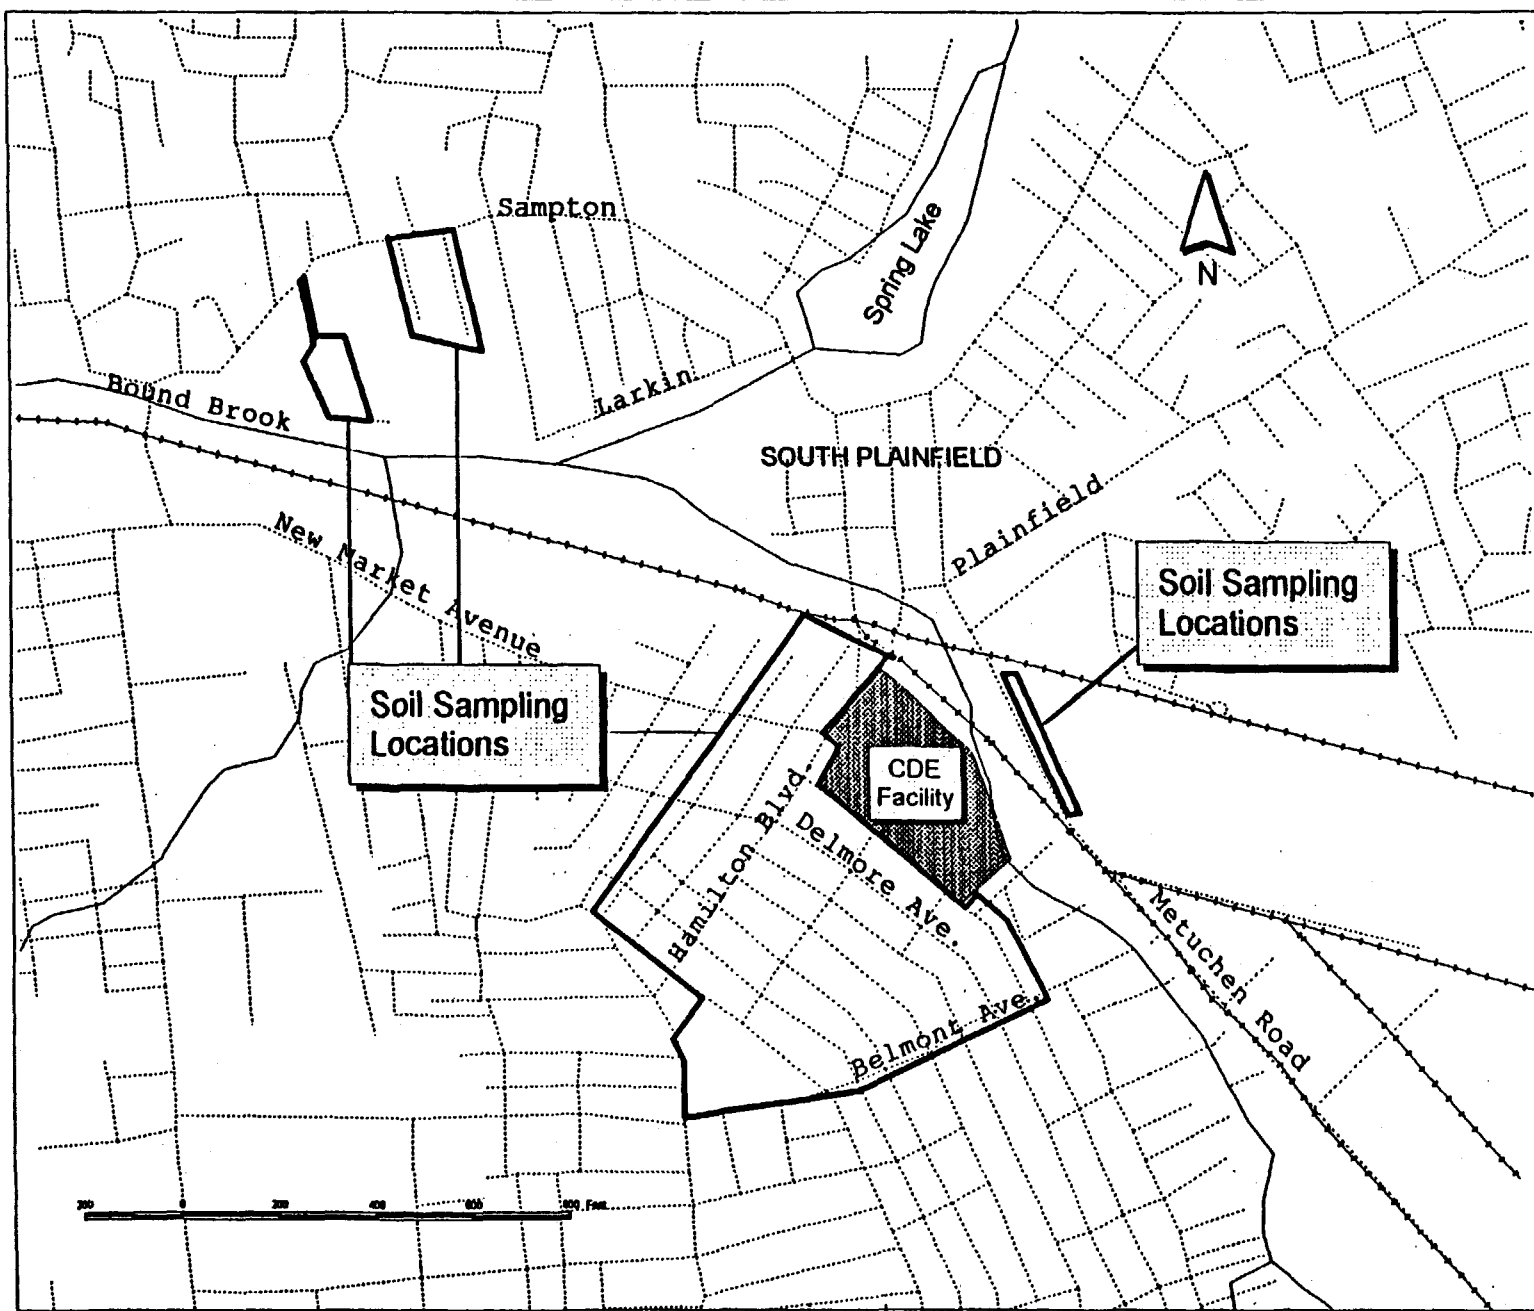 Sampton
Spring Lake
N
Bound Brook
Larkin
SOUTH PLAINFIELD
Plainfield
New Market Avenue
Soil Sampling
Locations
Soil Sampling
Locations
CDE
Facility
Hamilton Blvd.
Delmore Ave.
Metuchen Road
Belmont Ave.
200 0 200 400 600 800 Feet